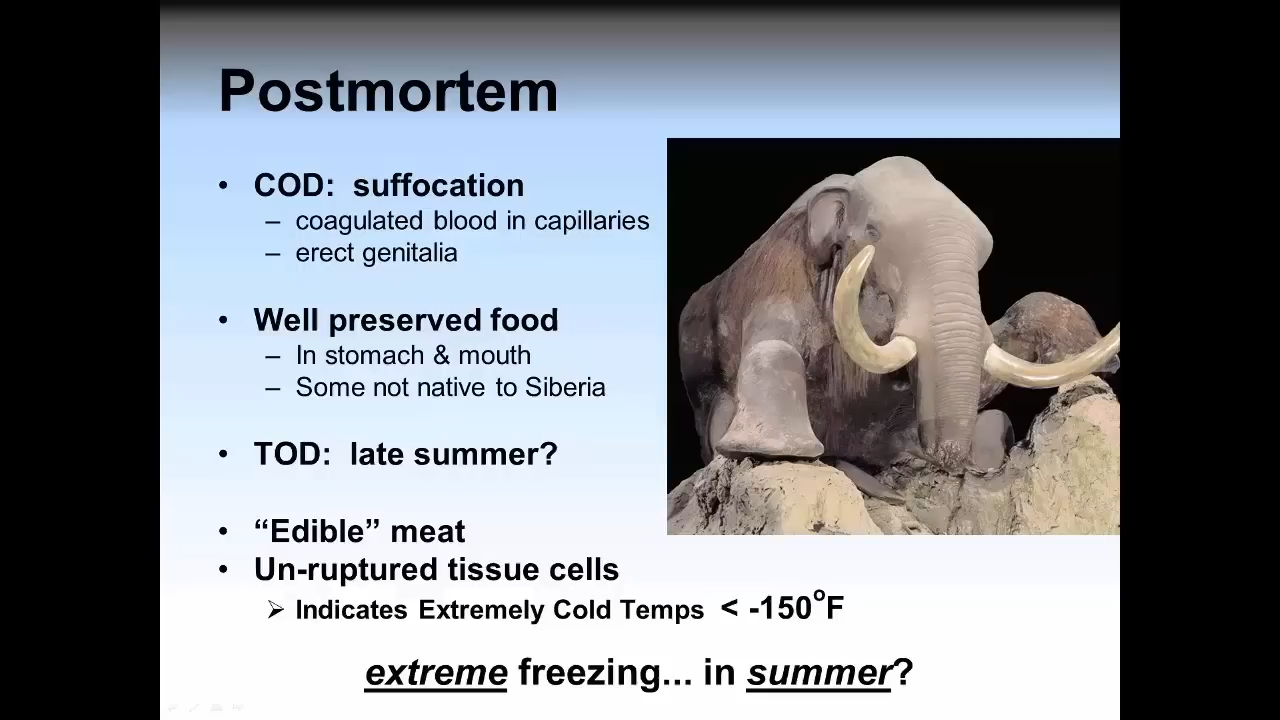 Postmortem
• COD: suffocation
– coagulated blood in capillaries
– erect genitalia
• Well preserved food
– In stomach & mouth
– Some not native to Siberia
• TOD: late summer?
• “Edible” meat
• Un-ruptured tissue cells
➢ Indicates Extremely Cold Temps < -150oF
extreme freezing... in summer?